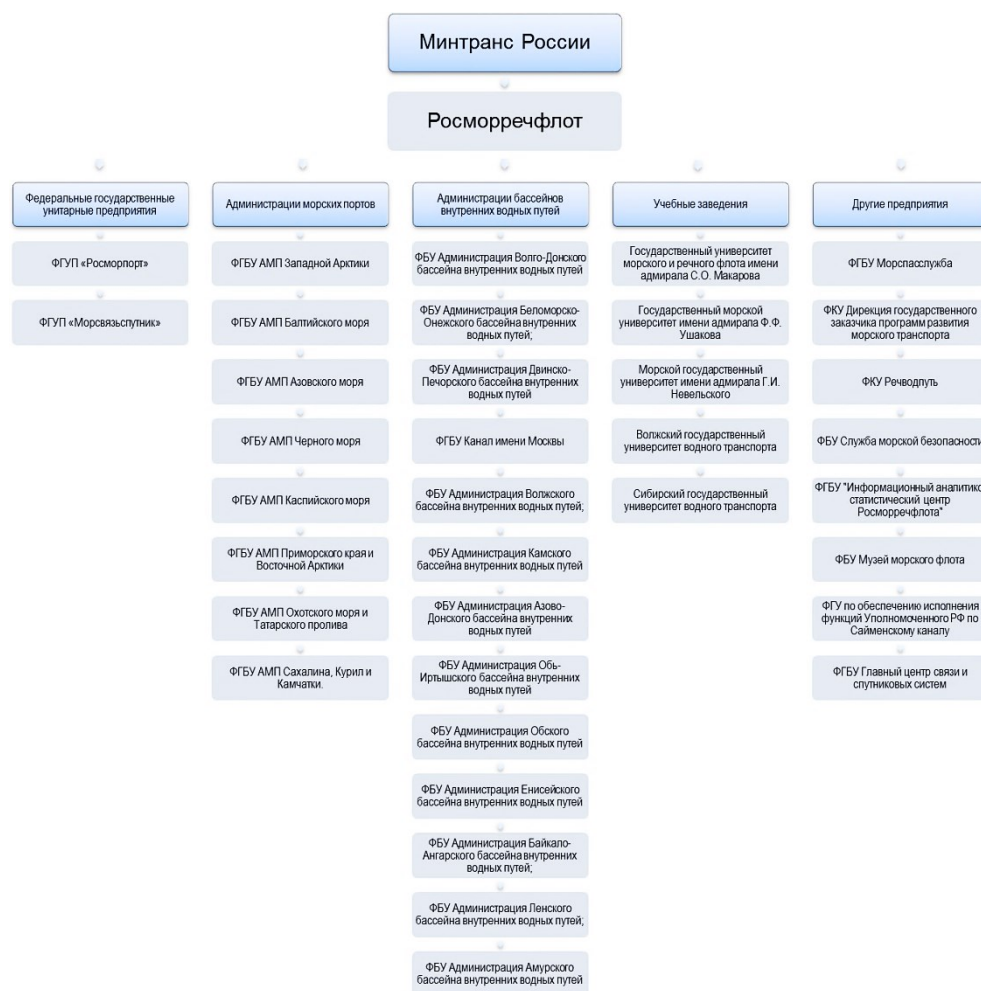 Минтранс России
Росморречфлот
Федеральные государственные
унитарные предприятия
ФГУП «Росморпорт»
ФГУП «Морсвязьспутник»
Администрации морских портов
ФГБУ АМП Западной Арктики
ФГБУ АМП Балтийского моря
ФГБУ АМП Азовского моря
ФГБУ АМП Черного моря
ФГБУ АМП Каспийского моря
ФГБУ АМП Приморского края и
Восточной Арктики
ФГБУ АМП Охотского моря и
Татарского пролива
ФГБУ АМП Сахалина, Курил и
Камчатки.
Администрации бассейнов
внутренних водных путей
ФБУ Администрация Волго-Донского
бассейна внутренних водных путей
ФБУ Администрация Беломорско-
Онежского бассейна внутренних
водных путей;
ФБУ Администрация Двинско-
Печорского бассейна внутренних
водных путей
ФГБУ Канал имени Москвы
ФБУ Администрация Волжского
бассейна внутренних водных путей;
ФБУ Администрация Камского
бассейна внутренних водных путей
ФБУ Администрация Азово-
Донского бассейна внутренних
водных путей
ФБУ Администрация Обь-
Иртышского бассейна внутренних
водных путей
ФБУ Администрация Обского
бассейна внутренних водных путей
ФБУ Администрация Енисейского
бассейна внутренних водных путей
ФБУ Администрация Байкало-
Ангарского бассейна внутренних
водных путей;
ФБУ Администрация Ленского
бассейна внутренних водных путей;
ФБУ Администрация Амурского
бассейна внутренних водных путей
Учебные заведения
Государственный университет
морского и речного флота имени
адмирала С.О. Макарова
Государственный морской
университет имени адмирала Ф.Ф.
Ушакова
Морской государственный
университет имени адмирала Г.И.
Невельского
Волжский государственный
университет водного транспорта
Сибирский государственный
университет водного транспорта
Другие предприятия
ФГБУ Морспасслужба
ФКУ Дирекция государственного
заказчика программ развития
морского транспорта
ФКУ Речводпуть
ФБУ Служба морской безопасности
ФГБУ "Информационный аналитико-
статистический центр
Росморречфлота"
ФБУ Музей морского флота
ФГУ по обеспечению исполнения
функций Уполномоченного РФ по
Сайменскому каналу
ФГБУ Главный центр связи и
спутниковых систем